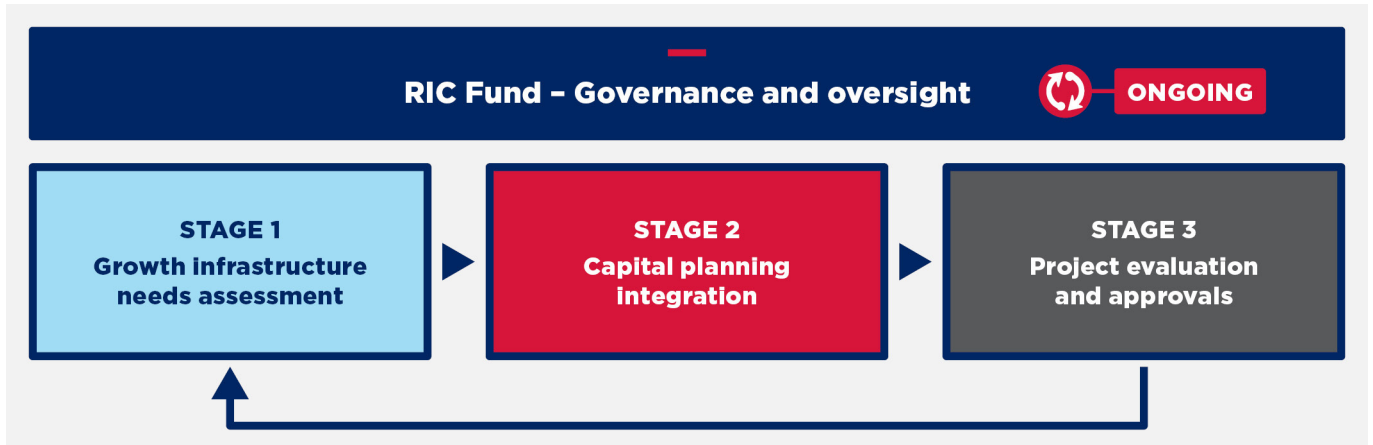 RIC Fund – Governance and oversight
ONGOING
STAGE 1
Growth infrastructure
needs assessment
STAGE 2
Capital planning
integration
STAGE 3
Project evaluation
and approvals